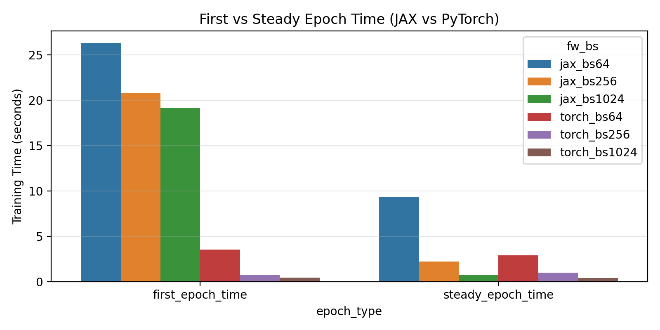 First vs Steady Epoch Time (JAX vs PyTorch)
fw_bs
jax_bs64
jax_bs256
jax_bs1024
torch_bs64
torch_bs256
torch_bs1024
Training Time (seconds)
25
20
15
10
5
0
first_epoch_time
steady_epoch_time
epoch_type